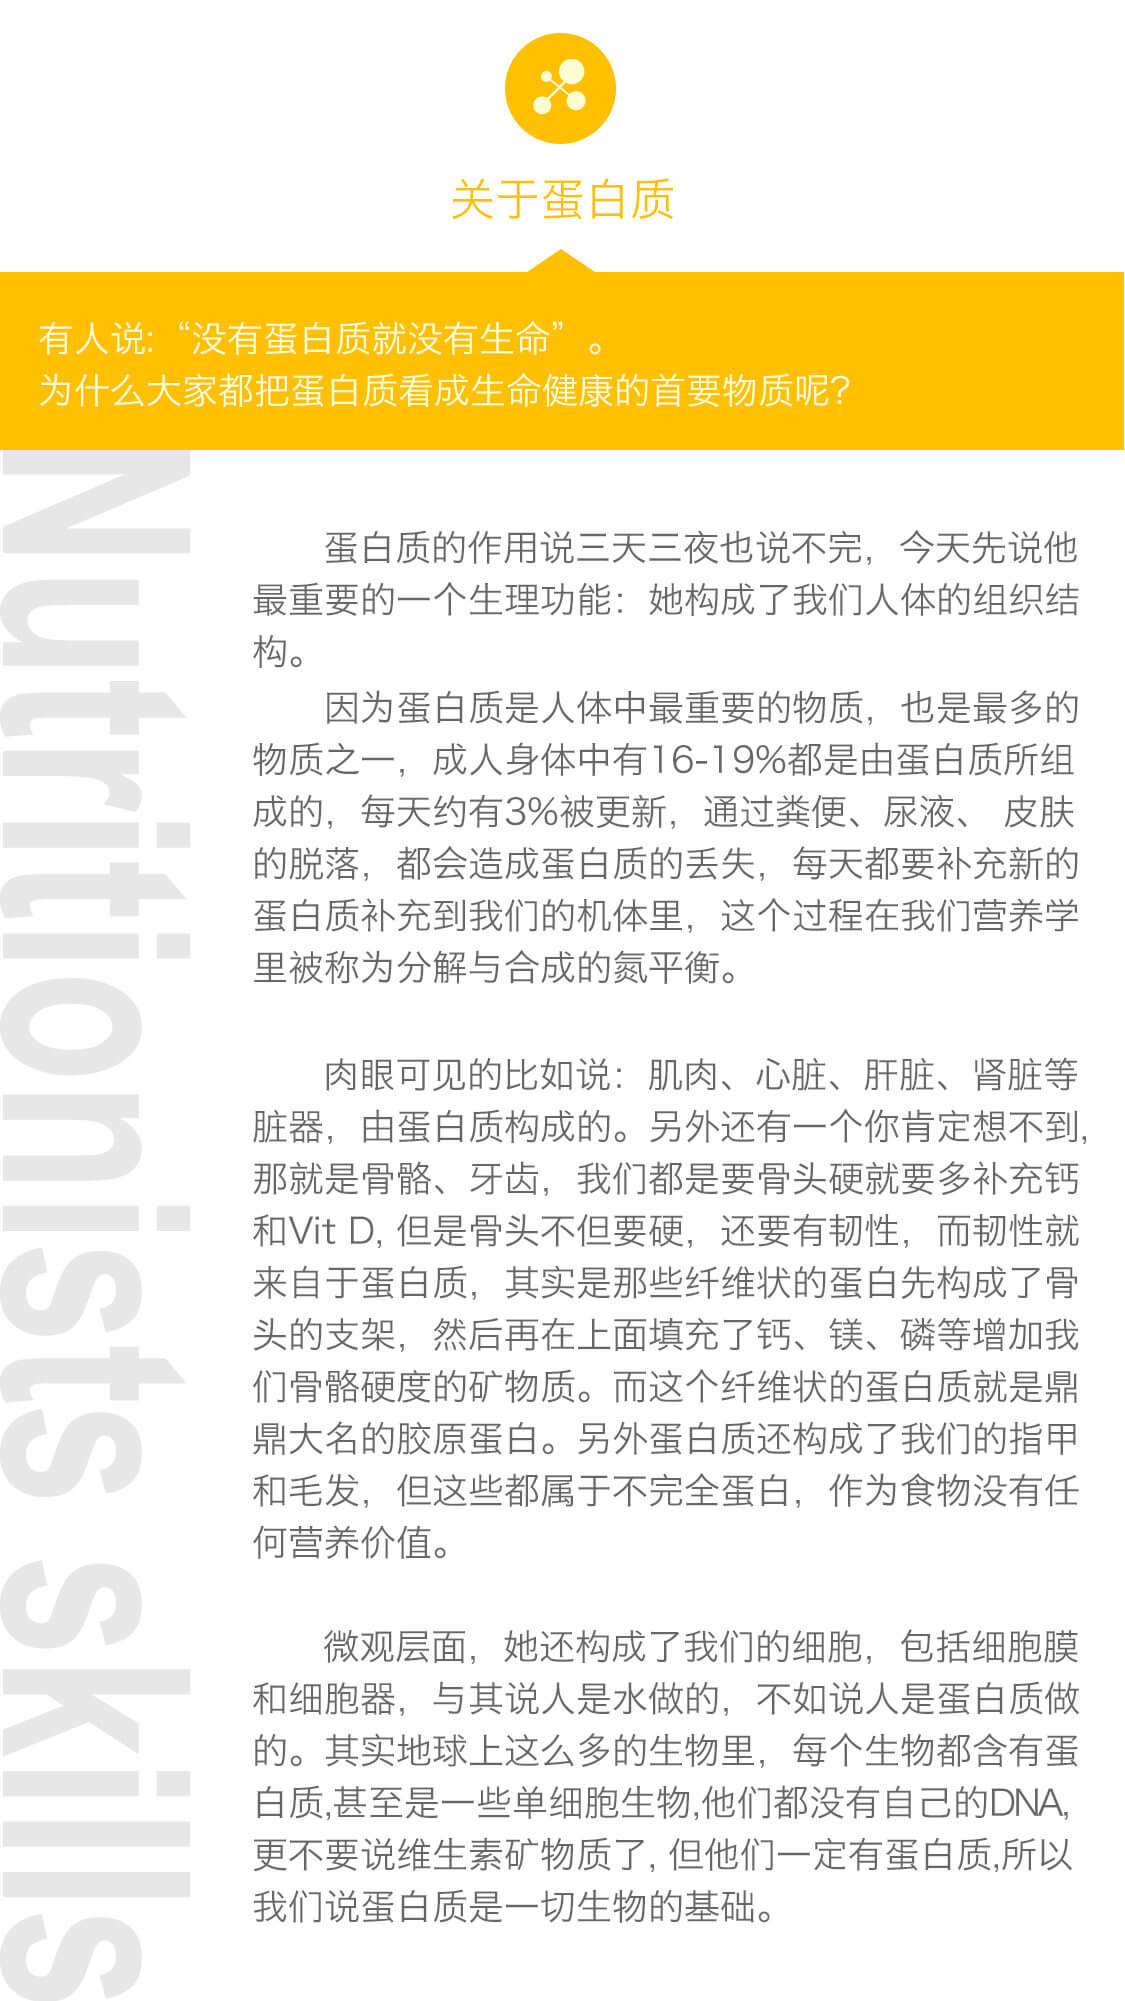 关于蛋白质
有人说:“没有蛋白质就没有生命”。
为什么大家都把蛋白质看成生命健康的首要物质呢?
Nutritionists skills
蛋白质的作用说三天三夜也说不完，今天先说他
最重要的一个生理功能：她构成了我们人体的组织结
构。
因为蛋白质是人体中最重要的物质，也是最多的
物质之一，成人身体中有16-19%都是由蛋白质所组
成的，每天约有3%被更新，通过粪便、尿液、 皮肤
的脱落，都会造成蛋白质的丢失，每天都要补充新的
蛋白质补充到我们的机体里，这个过程在我们营养学
里被称为分解与合成的氮平衡。
肉眼可见的比如说：肌肉、心脏、肝脏、肾脏等
脏器，由蛋白质构成的。另外还有一个你肯定想不到,
那就是骨骼、牙齿，我们都是要骨头硬就要多补充钙
和Vit D, 但是骨头不但要硬，还要有韧性，而韧性就
来自于蛋白质，其实是那些纤维状的蛋白先构成了骨
头的支架，然后再在上面填充了钙、镁、磷等增加我
们骨骼硬度的矿物质。而这个纤维状的蛋白质就是鼎
鼎大名的胶原蛋白。另外蛋白质还构成了我们的指甲
和毛发，但这些都属于不完全蛋白，作为食物没有任
何营养价值。
微观层面，她还构成了我们的细胞，包括细胞膜
和细胞器，与其说人是水做的，不如说人是蛋白质做
的。其实地球上这么多的生物里，每个生物都含有蛋
白质,甚至是一些单细胞生物,他们都没有自己的DNA,
更不要说维生素矿物质了, 但他们一定有蛋白质,所以
我们说蛋白质是一切生物的基础。